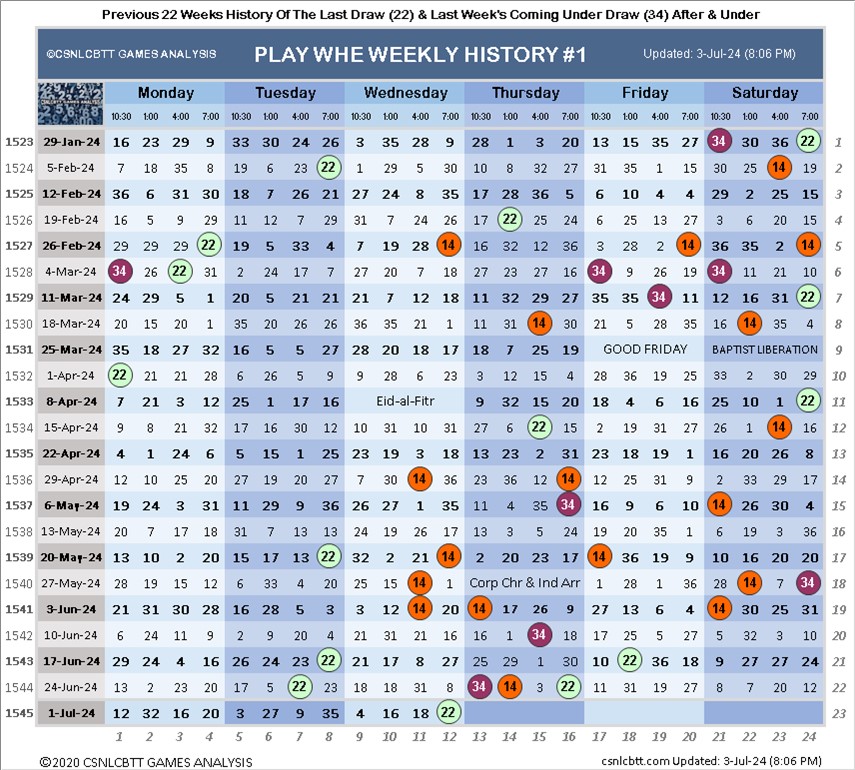 Previous 22 Weeks History Of The Last Draw (22) & Last Week's Coming Under Draw (34) After & Under
©CSNLCBTT GAMES ANALYSIS PLAY WHE WEEKLY HISTORY #1 Updated: 3-Jul-24 (8:06 PM)
CSNLCBTT GAMES ANALYSIS Monday Tuesday Wednesday Thursday Friday Saturday
10:30 1:00 4:00 7:00 10:30 1:00 4:00 7:00 10:30 1:00 4:00 7:00 10:30 1:00 4:00 7:00 10:30 1:00 4:00 7:00 10:30 1:00 4:00 7:00
1523 29-Jan-24 16 23 29 9 33 30 24 26 3 35 28 9 28 1 3 20 13 15 35 27 34 30 36 22 1
1524 5-Feb-24 7 18 35 8 19 6 23 22 1 29 5 30 10 8 32 27 31 35 1 15 30 25 14 19 2
1525 12-Feb-24 36 6 31 30 18 7 26 21 27 24 8 35 17 28 36 5 6 10 4 4 29 2 25 15 3
1526 19-Feb-24 16 5 9 29 11 12 7 29 31 7 24 26 14 22 25 24 6 25 13 27 3 6 20 15 4
1527 26-Feb-24 29 29 29 22 19 5 33 4 7 19 28 14 16 32 12 36 3 28 2 14 36 35 2 14 5
1528 4-Mar-24 34 26 22 31 2 24 17 7 27 20 7 18 27 23 27 16 34 9 26 19 34 11 21 10 6
1529 11-Mar-24 24 29 5 1 20 5 21 21 21 7 12 18 11 32 29 27 35 35 34 11 12 16 31 22 7
1530 18-Mar-24 20 15 20 1 35 20 26 26 36 35 21 1 11 31 14 30 21 5 28 35 22 14 35 4 8
1531 25-Mar-24 35 18 27 32 16 5 5 27 28 20 18 17 18 7 25 19 GOOD FRIDAY BAPTIST LIBERATION 9
1532 1-Apr-24 22 21 21 28 6 26 5 9 9 28 6 23 3 12 15 4 28 36 19 25 33 2 30 29 10
1533 8-Apr-24 7 21 3 12 25 1 17 16 Eid-al-Fitr 9 32 15 20 18 4 6 16 25 10 1 22 11
1534 15-Apr-24 9 8 21 32 17 16 30 12 10 31 10 31 27 6 22 15 2 19 31 27 26 1 14 16 12
1535 22-Apr-24 4 1 24 6 5 15 1 25 23 19 3 18 13 23 2 31 23 18 19 1 16 20 26 8 13
1536 29-Apr-24 12 10 25 20 27 19 20 27 7 30 14 36 23 36 12 14 24 31 19 29 2 33 29 17 14
1537 6-May-24 19 24 3 31 11 29 9 36 26 27 1 35 11 4 35 34 16 9 6 10 14 26 30 4 15
1538 13-May-24 20 7 17 18 31 7 13 13 24 19 26 17 13 3 5 24 19 20 35 1 6 19 3 36 16
1539 20-May-24 13 10 2 20 15 17 13 22 32 2 21 14 2 20 23 17 14 36 19 9 10 16 20 20 17
1540 27-May-24 28 19 15 12 6 33 4 20 25 15 14 1 Corp Chr & Ind Arr 1 28 1 36 28 14 7 34 18
1541 3-Jun-24 21 31 30 28 16 28 5 3 3 12 14 20 14 17 26 9 27 13 6 4 14 30 25 31 19
1542 10-Jun-24 6 24 11 9 2 9 20 4 21 31 21 16 16 1 34 18 17 25 5 27 5 32 3 10 20
1543 17-Jun-24 29 24 4 16 26 24 23 22 21 17 8 27 25 29 1 30 10 22 36 18 9 27 27 24 21
1544 24-Jun-24 13 2 23 20 17 5 22 23 18 18 31 8 34 14 3 22 11 31 19 27 8 7 20 12 22
1545 1-Jul-24 12 32 16 20 3 27 9 35 4 16 18 22 23
1 2 3 4 5 6 7 8 9 10 11 12 13 14 15 16 17 18 19 20 21 22 23 24
©2020 CSNLCBTT GAMES ANALYSIS csnlcbtt.com Updated: 3-Jul-24 (8:06 PM)